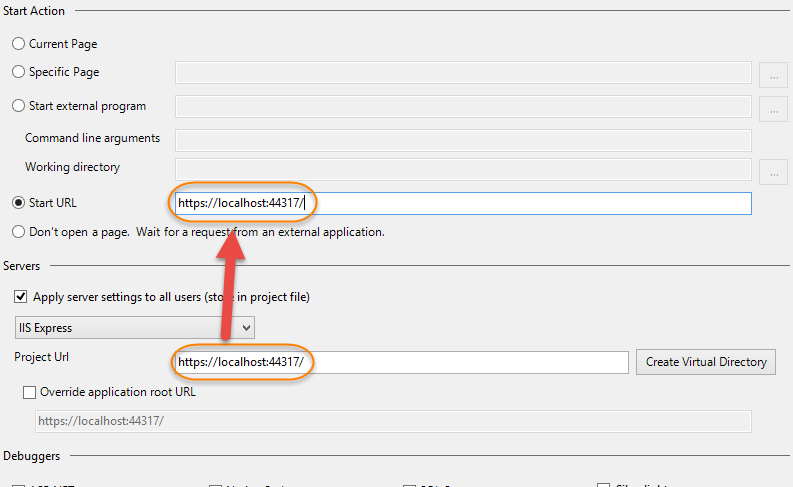 Start Action
Current Page
Specific Page
...
Start external program
...
Command line arguments
Working directory
...
Start URL
https://localhost:44317/
Don't open a page. Wait for a request from an external application.
Servers
Apply server settings to all users (store in project file)
IIS Express
Project Url
https://localhost:44317/
Create Virtual Directory
Override application root URL
https://localhost:44317/
Debuggers